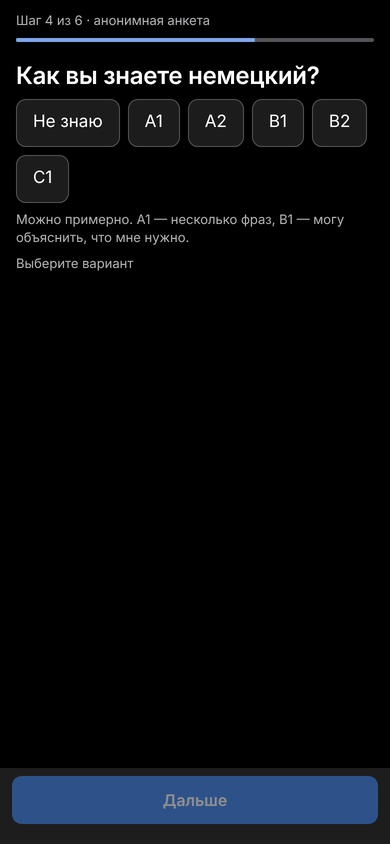 Шаг 4 из 6 · анонимная анкета
Как вы знаете немецкий?
Не знаю A1 A2 B1 B2
C1
Можно примерно. A1 — несколько фраз, B1 — могу
объяснить, что мне нужно.
Выберите вариант
Дальше